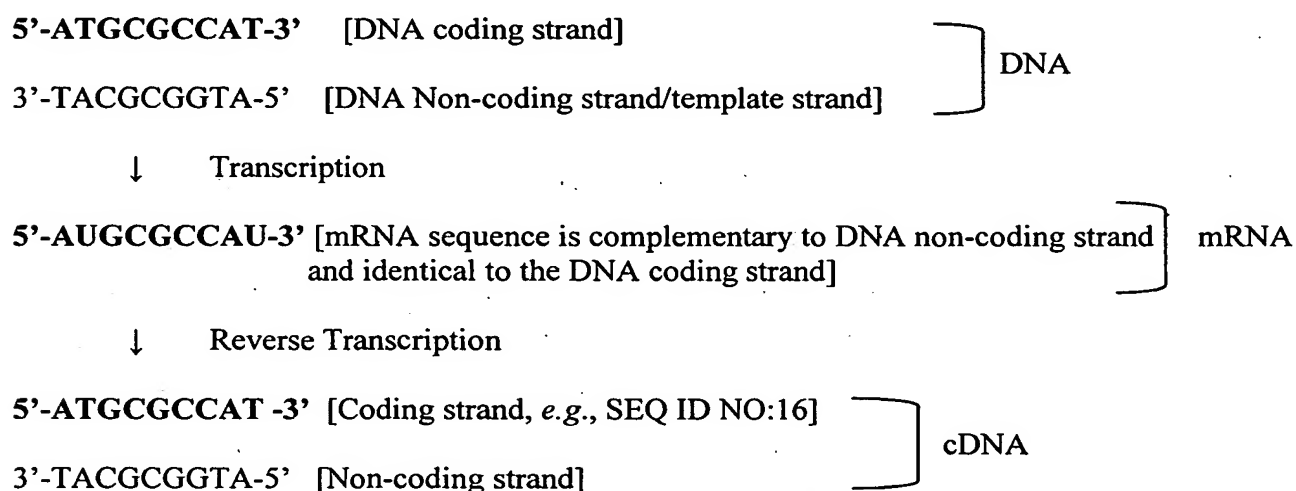 5’-ATGCGCCAT-3’ [DNA coding strand]
DNA
3’-TACGCGGTA-5’ [DNA Non-coding strand/template strand]
↓ Transcription
5’-AUGCGCCAU-3’ [mRNA sequence is complementary to DNA non-coding strand mRNA
and identical to the DNA coding strand]
↓ Reverse Transcription
5’-ATGCGCCAT -3’ [Coding strand, e.g., SEQ ID NO:16]
cDNA
3’-TACGCGGTA-5’ [Non-coding strand]